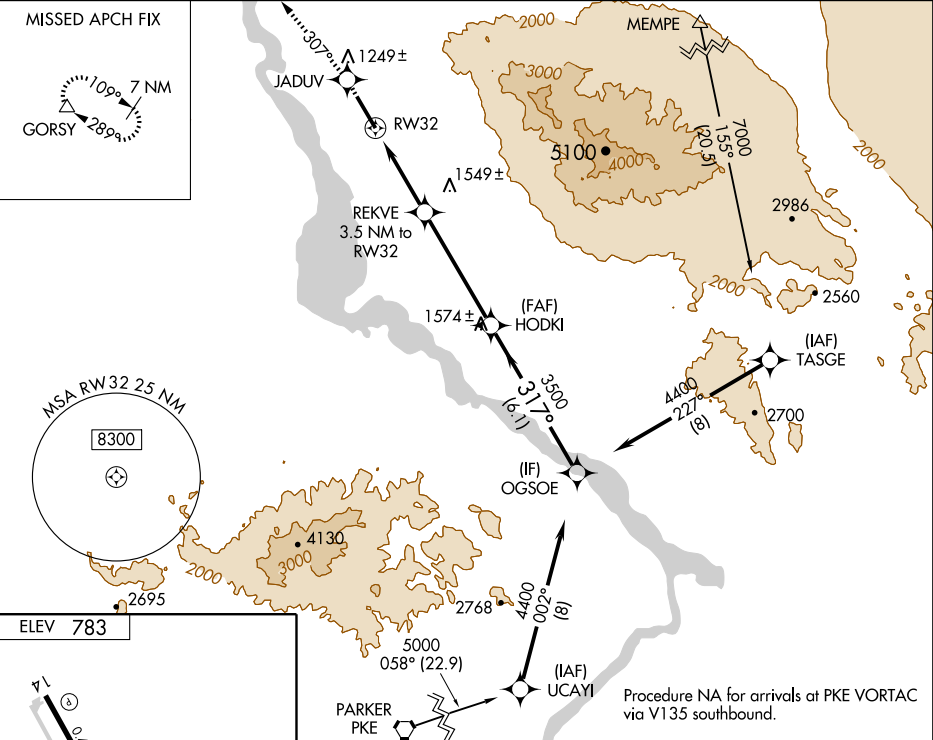 MISSED APCH FIX
109°
7 NM
GORSY
289°
307°
1249±
JADUV
RW32
1549±
REKVE
3.5 NM to
RW32
1574±
(FAF)
HODKI
3500
317°
(6.1)
(IF)
OGSOE
MEMPE
2000
3000
5100
4000
7000
155°
(20.5)
2000
2986
2000
2560
(IAF)
TASGE
4400
227°
(8)
2700
MSA RW32 25 NM
8300
4130
3000
2000
2695
2768
4400
002°
(8)
5000
058° (22.9)
(IAF)
UCAYI
PARKER
PKE
Procedure NA for arrivals at PKE VORTAC
via V135 southbound.
ELEV 783
14
P